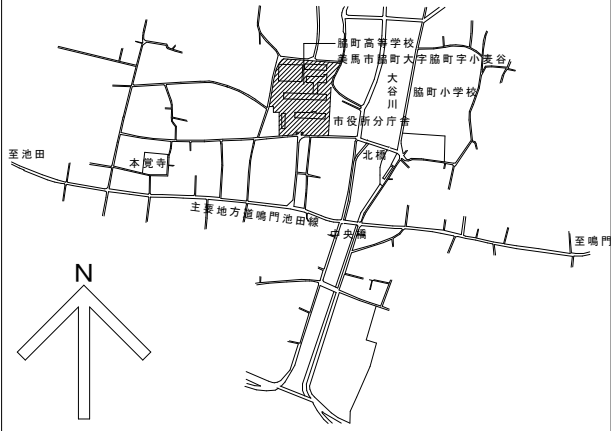 脇町高等学校
美馬市脇町大字脇町字小麦谷
大谷川
脇町小学校
市役所分庁舎
北橋
至池田
本覚寺
主要地方道鳴門池田線
中央橋
至鳴門
N